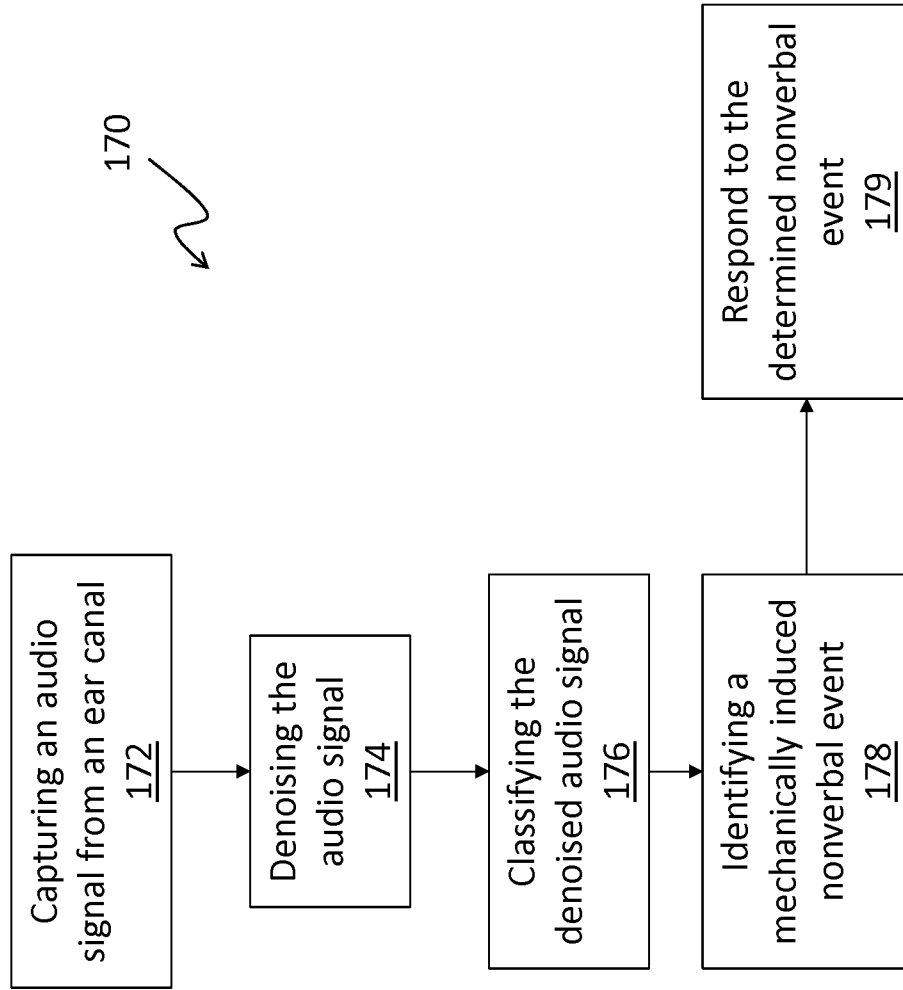 Capturing an audio
signal from an ear canal
172
Denoising the
audio signal
174
Classifying the
denoised audio signal
176
Identifying a
mechanically induced
nonverbal event
178
Respond to the
determined nonverbal
event
179
170